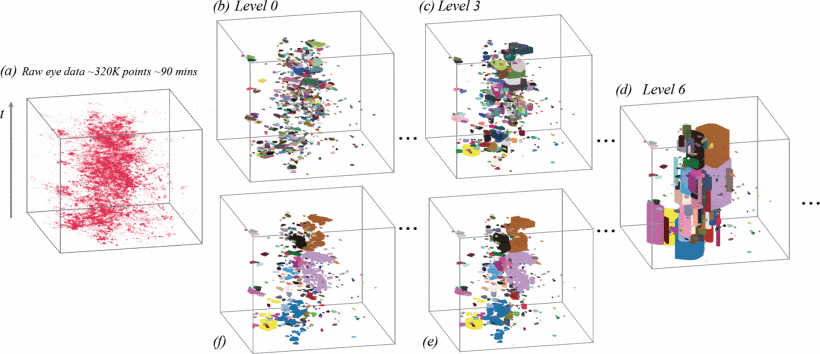 (a) Raw eye data ~320K points ~90 mins
t
(b) Level 0
...
(c) Level 3
...
(d) Level 6
...
(f)
...
(e)
...